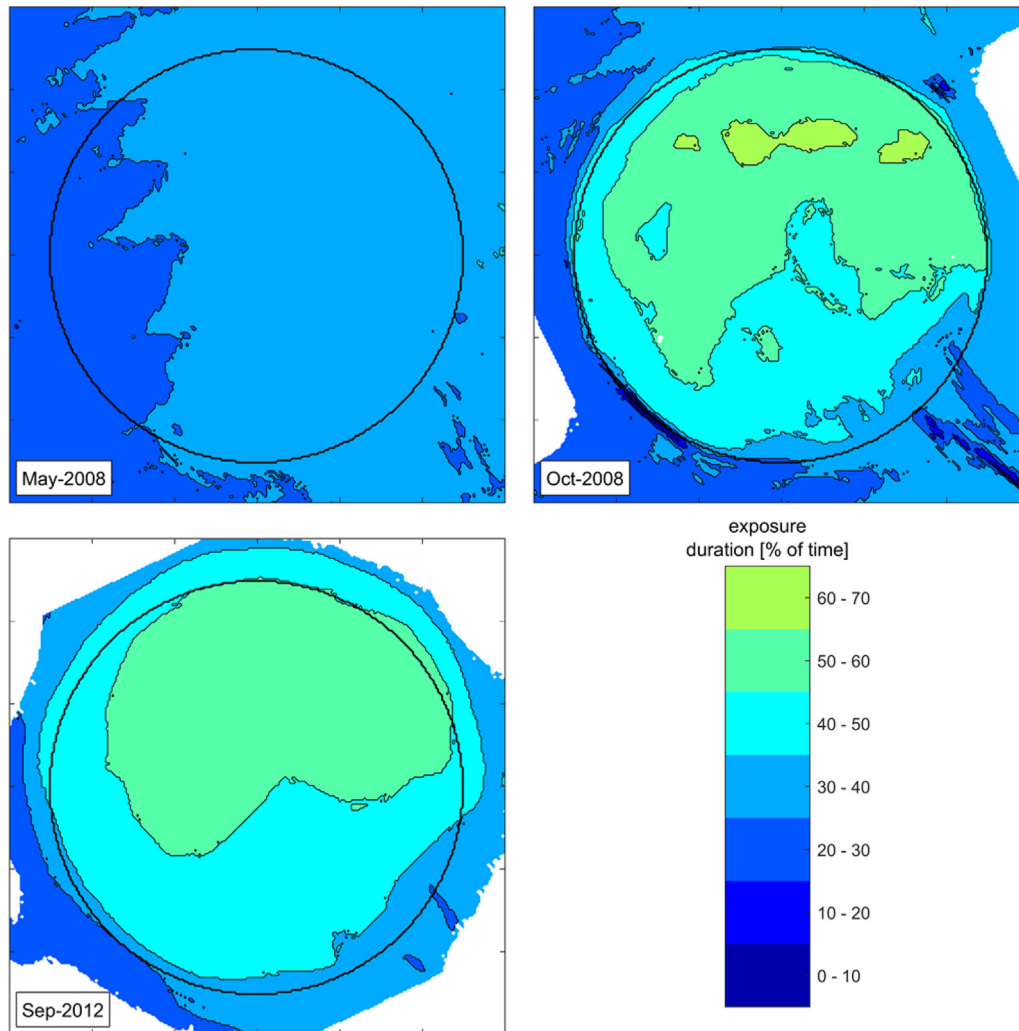 May-2008
Oct-2008
Sep-2012
exposure
duration [% of time]
60 - 70
50 - 60
40 - 50
30 - 40
20 - 30
10 - 20
0 - 10